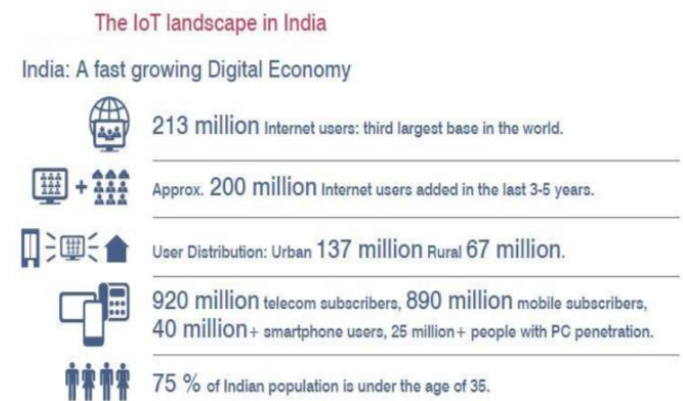 The IoT landscape in India
India: A fast growing Digital Economy
213 million Internet users: third largest base in the world.
Approx. 200 million Internet users added in the last 3-5 years.
User Distribution: Urban 137 million Rural 67 million.
920 million telecom subscribers, 890 million mobile subscribers,
40 million+ smartphone users, 25 million+ people with PC penetration.
75 % of Indian population is under the age of 35.